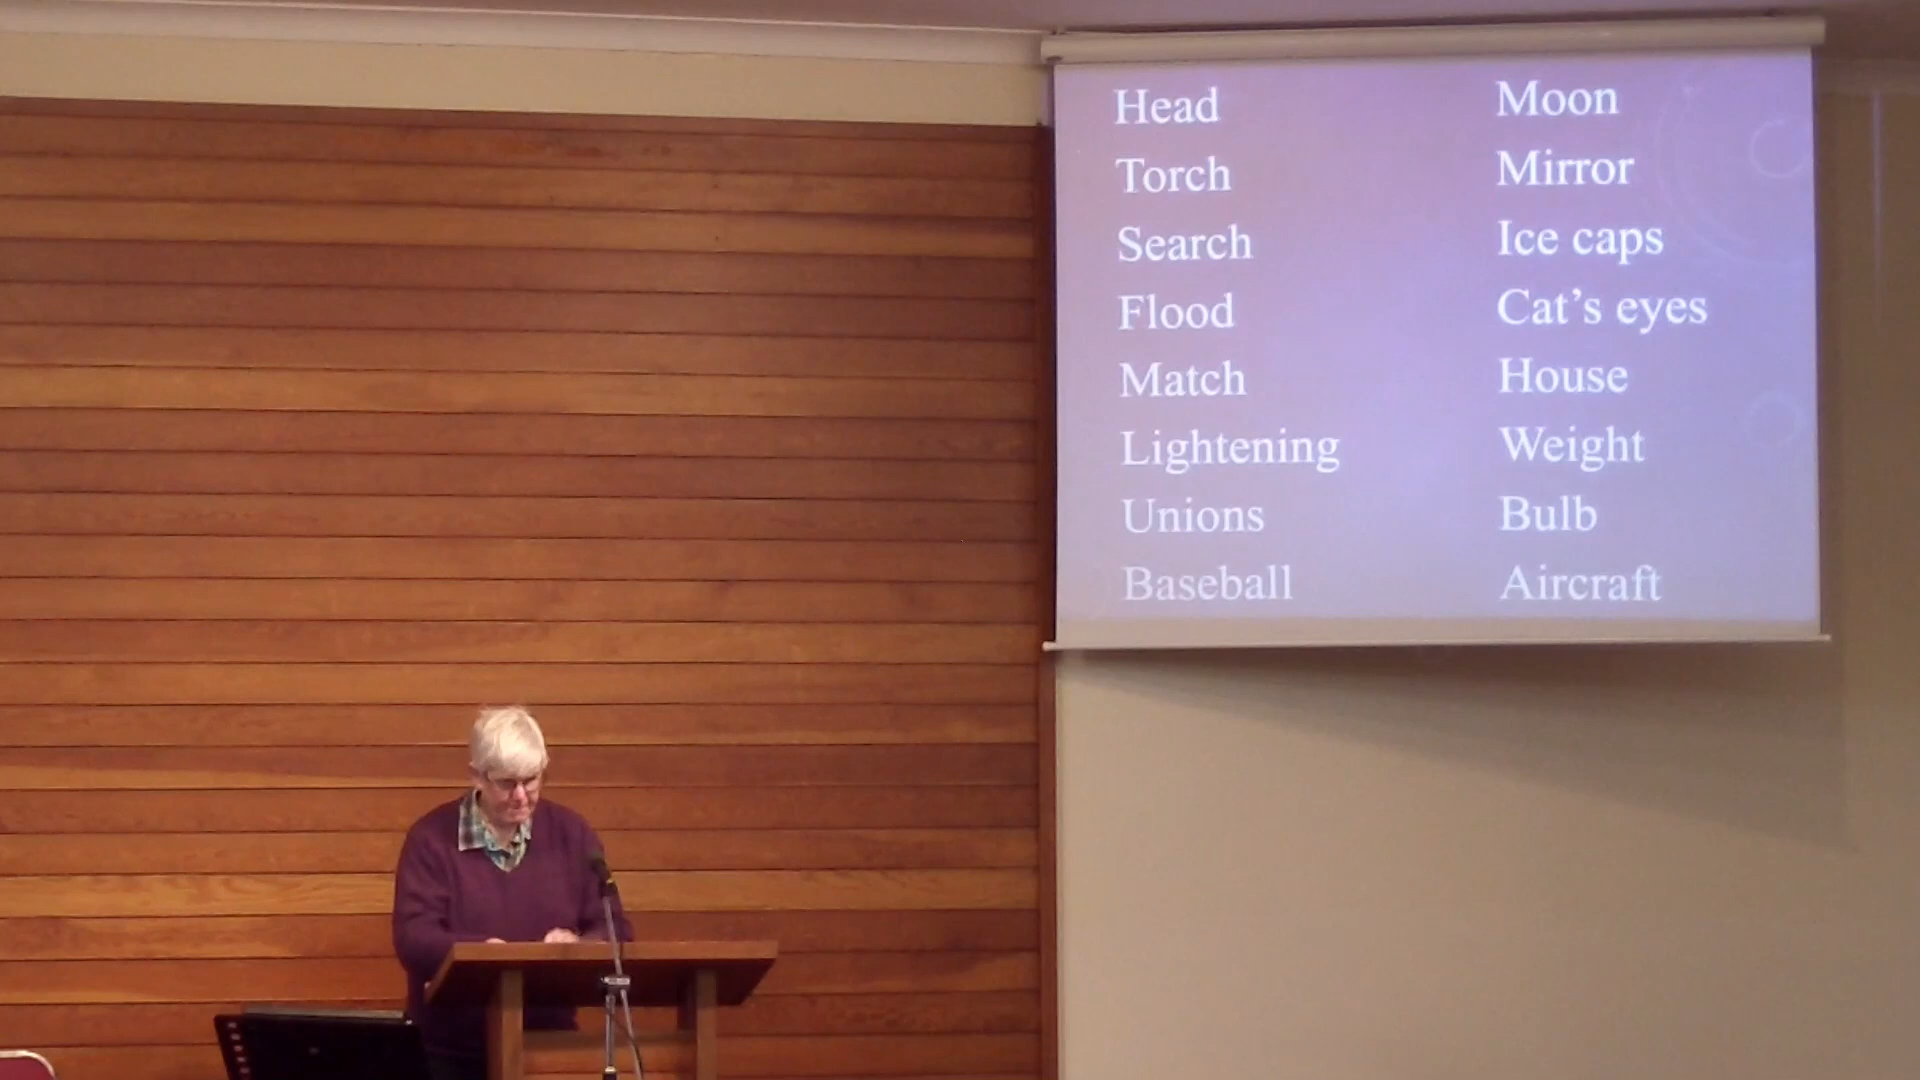 Head
Torch
Search
Flood
Match
Lightening
Unions
Baseball
Moon
Mirror
Ice caps
Cat’s eyes
House
Weight
Bulb
Aircraft